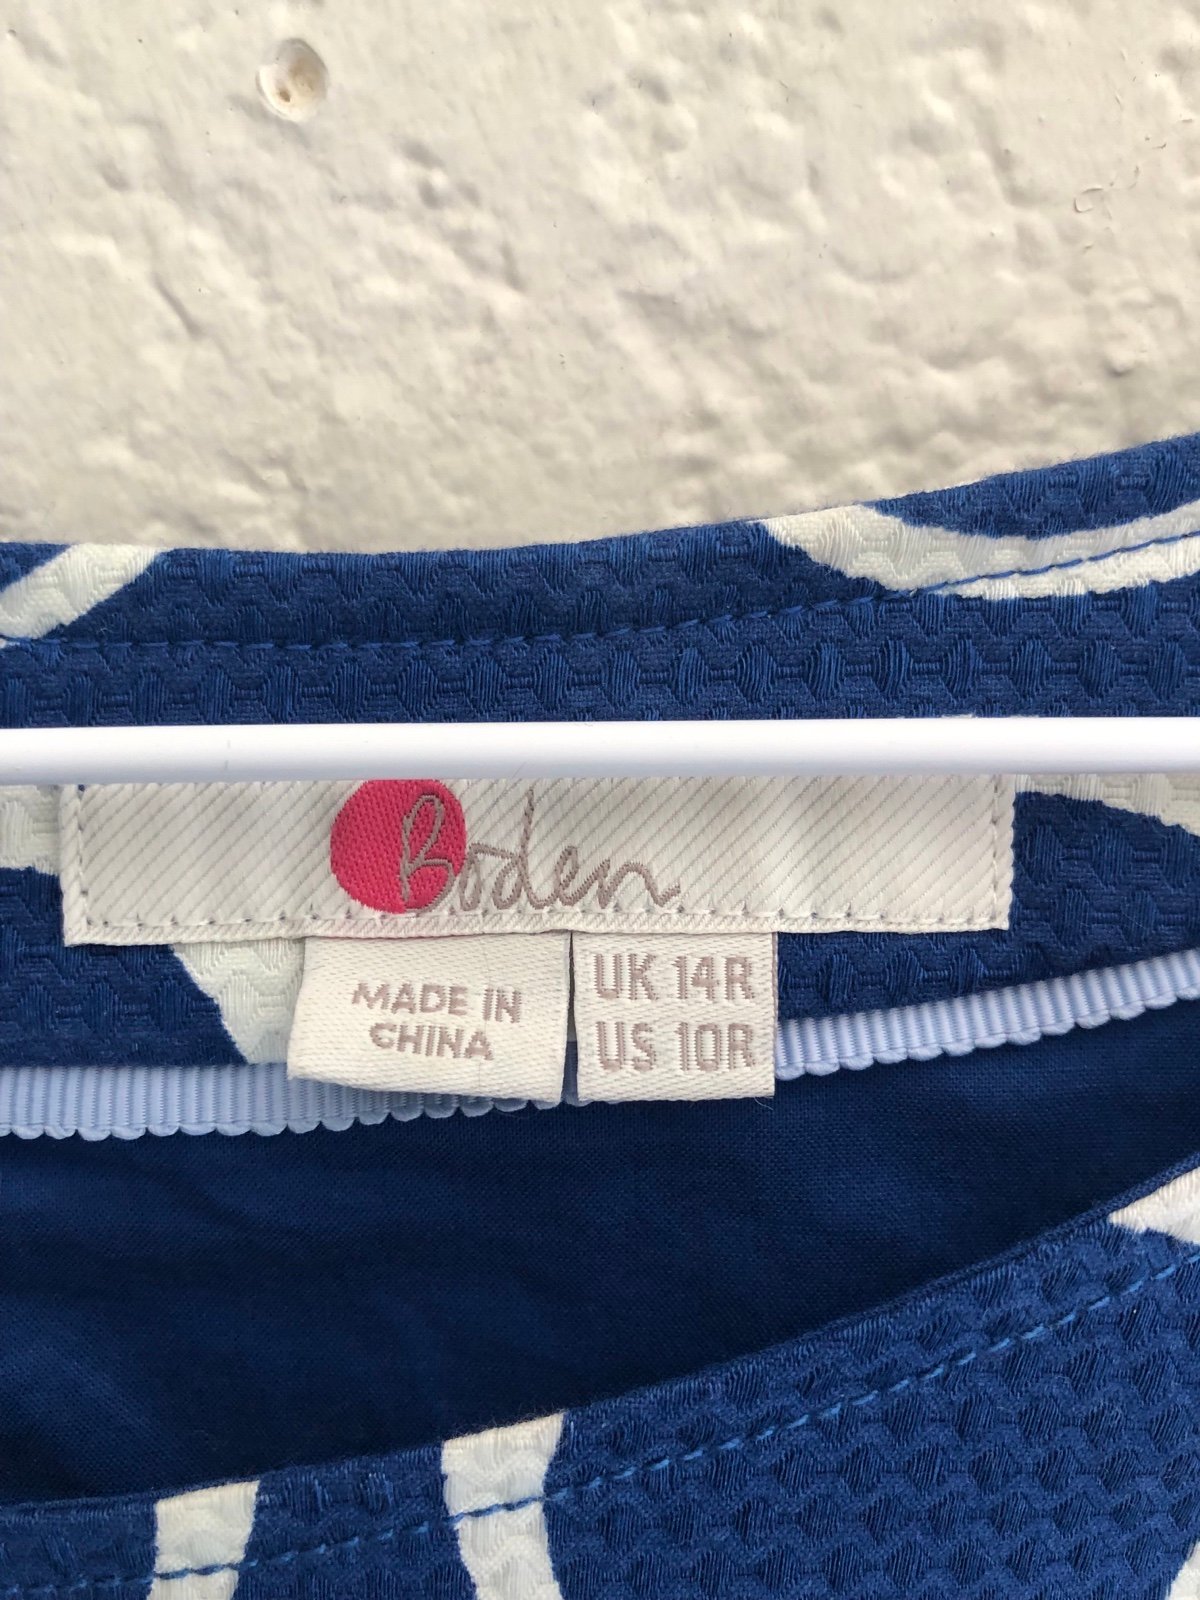 Boden
MADE IN
CHINA
UK 14R
US 10R